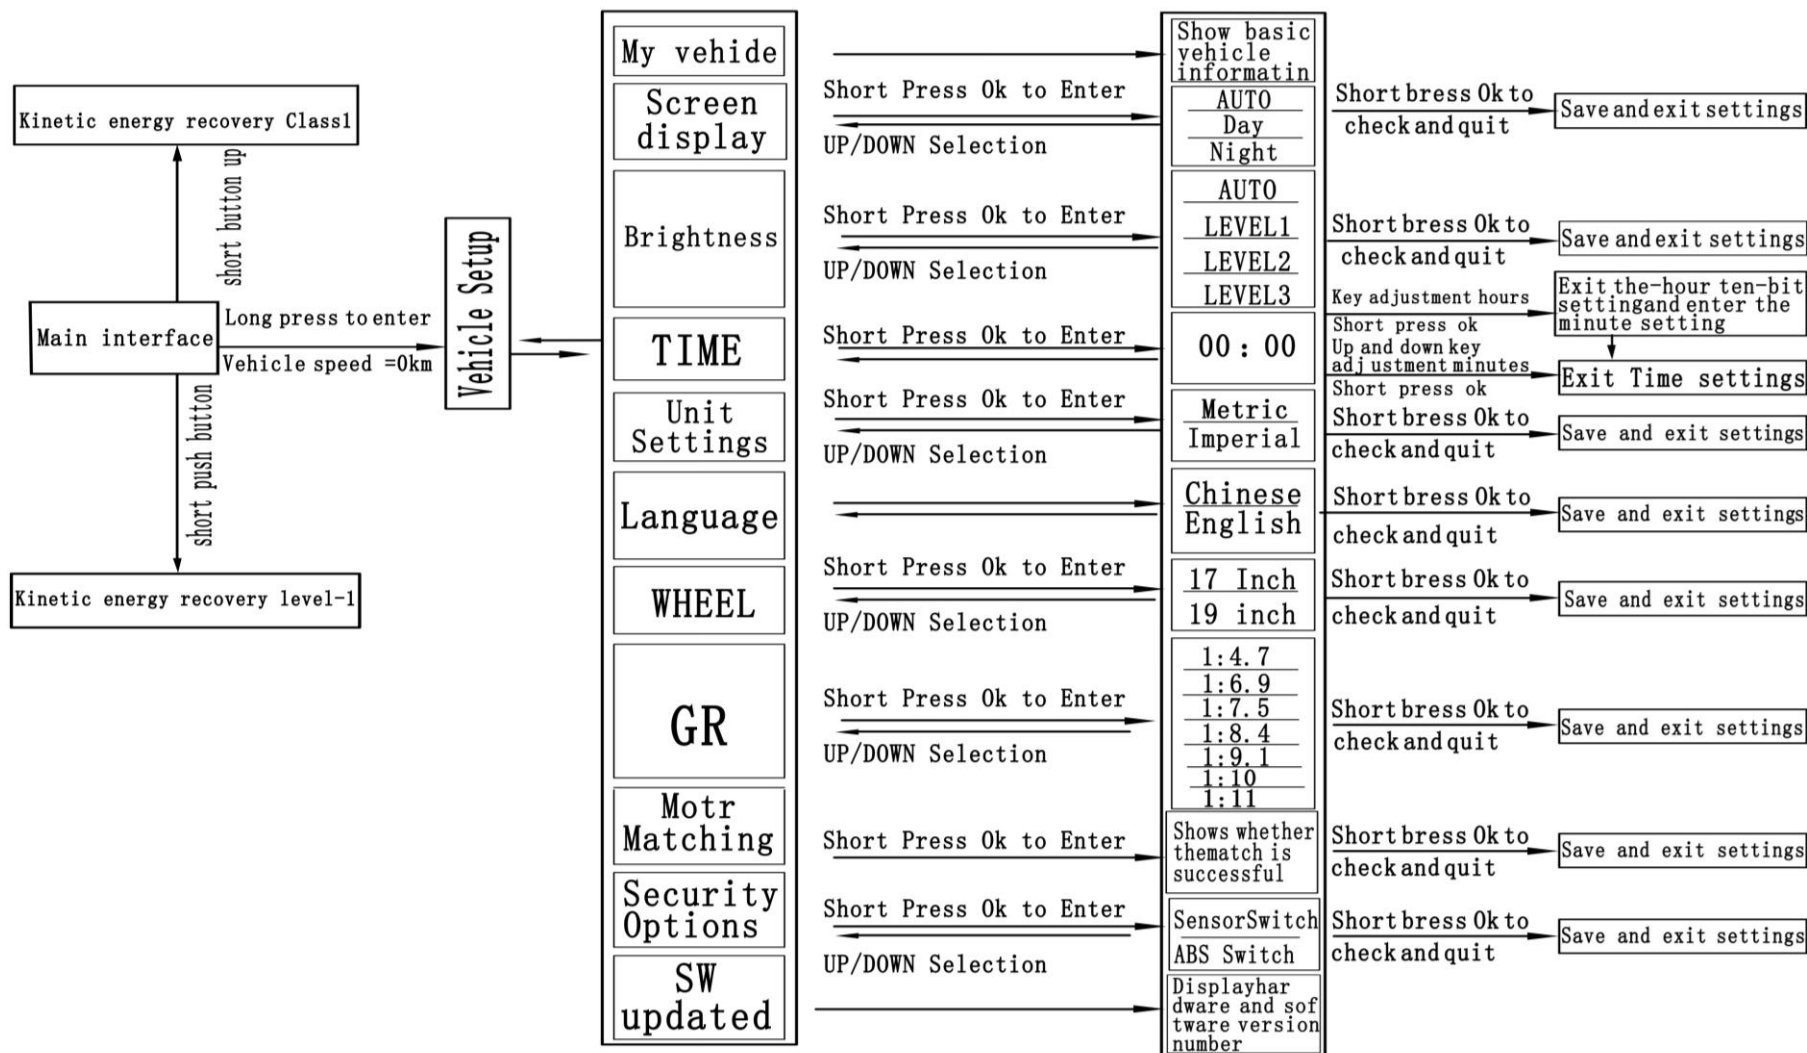 Kinetic energy recovery Class1
short button up
Main interface
Long press to enter
Vehicle speed =0km
short push button
Kinetic energy recovery level-1
Vehicle Setup
My vehide
Screen
display
Brightness
TIME
Unit
Settings
Language
WHEEL
GR
Motr
Matching
Security
Options
SW
updated
Short Press Ok to Enter
UP/DOWN Selection
Short Press Ok to Enter
UP/DOWN Selection
Short Press Ok to Enter
Short Press Ok to Enter
UP/DOWN Selection
Short Press Ok to Enter
UP/DOWN Selection
Short Press Ok to Enter
UP/DOWN Selection
Short Press Ok to Enter
Short Press Ok to Enter
UP/DOWN Selection
Show basic
vehicle
informatin
AUTO
Day
Night
AUTO
LEVEL1
LEVEL2
LEVEL3
00 : 00
Metric
Imperial
Chinese
English
17 Inch
19 inch
1:4.7
1:6.9
1:7.5
1:8.4
1:9.1
1:10
1:11
Shows whether
thematch is
successful
SensorSwitch
ABS Switch
Displayhar
dware and sof
tware version
number
Short bress Ok to
check and quit
Save and exit settings
Short bress Ok to
check and quit
Save and exit settings
Key adjustment hours
Short press ok
Exit the-hour ten-bit
settingand enter the
minute setting
Up and down key
adjustment minutes
Short press ok
Exit Time settings
Short bress Ok to
check and quit
Save and exit settings
Short bress Ok to
check and quit
Save and exit settings
Short bress Ok to
check and quit
Save and exit settings
Short bress Ok to
check and quit
Save and exit settings
Short bress Ok to
check and quit
Save and exit settings
Short bress Ok to
check and quit
Save and exit settings